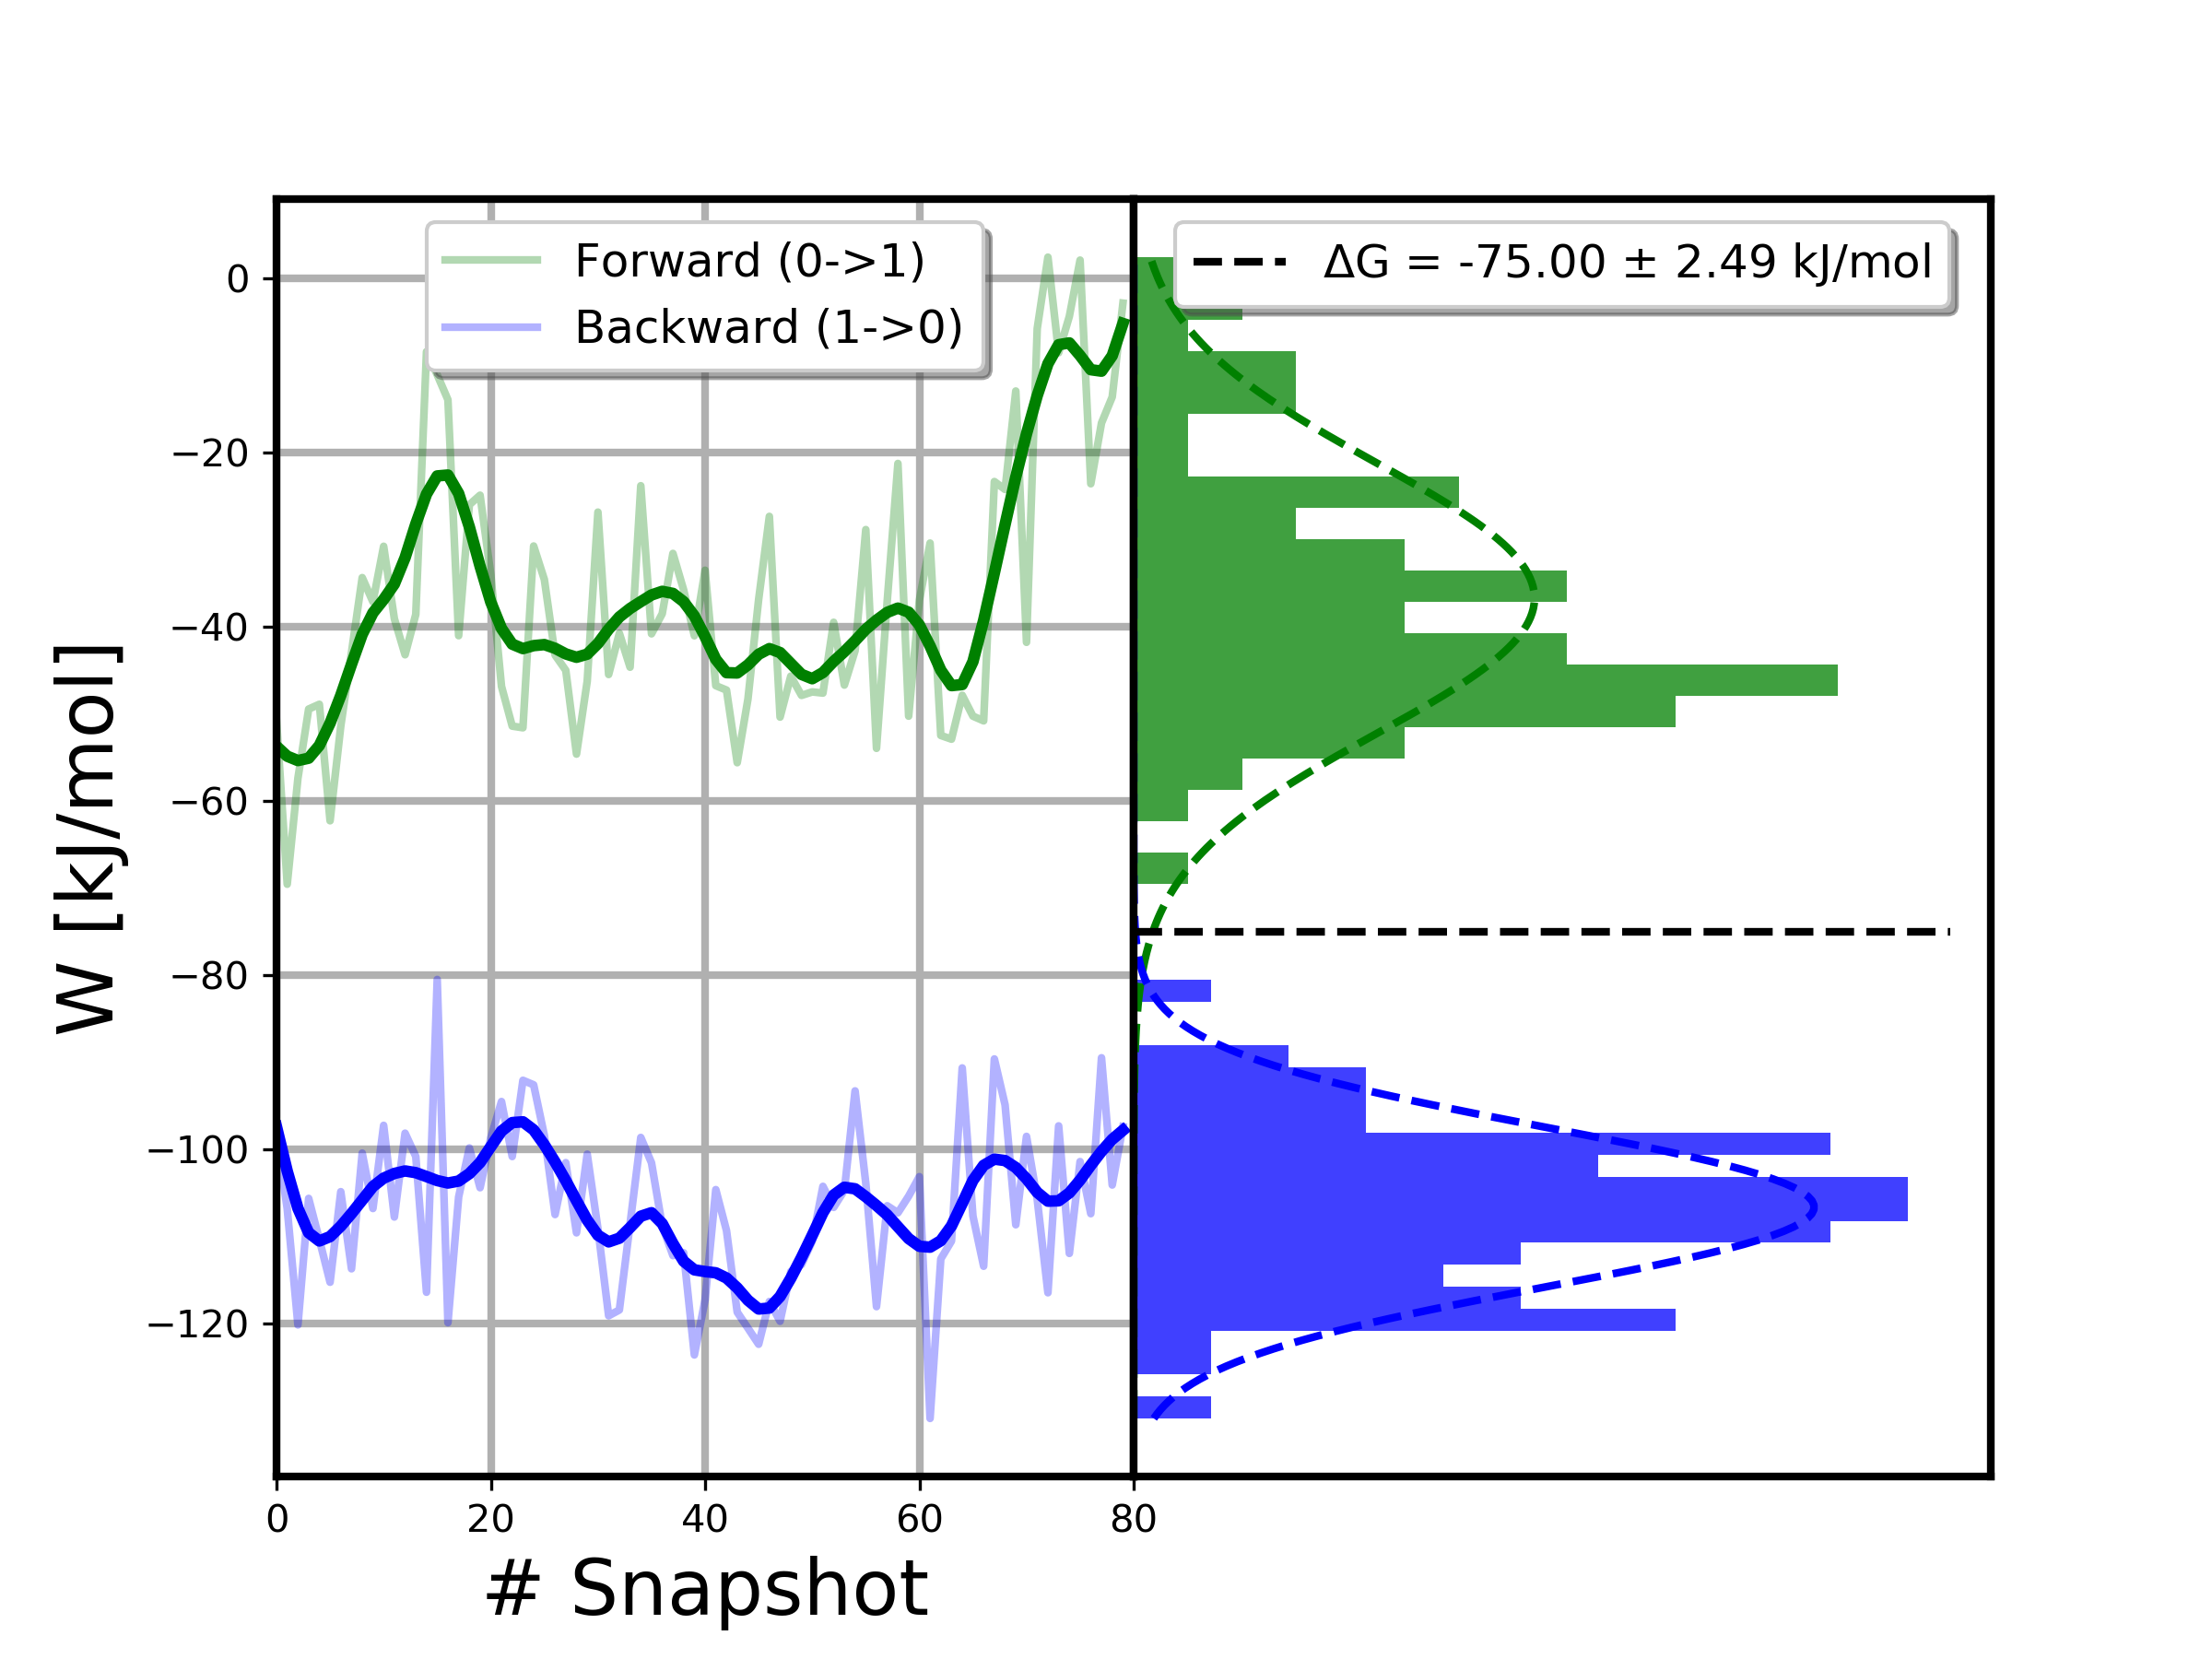 Forward (0->1)
Backward (1->0)
ΔG = -75.00 ± 2.49 kJ/mol
W [kJ/mol]
0
−20
−40
−60
−80
−100
−120
0 20 40 60 80
# Snapshot